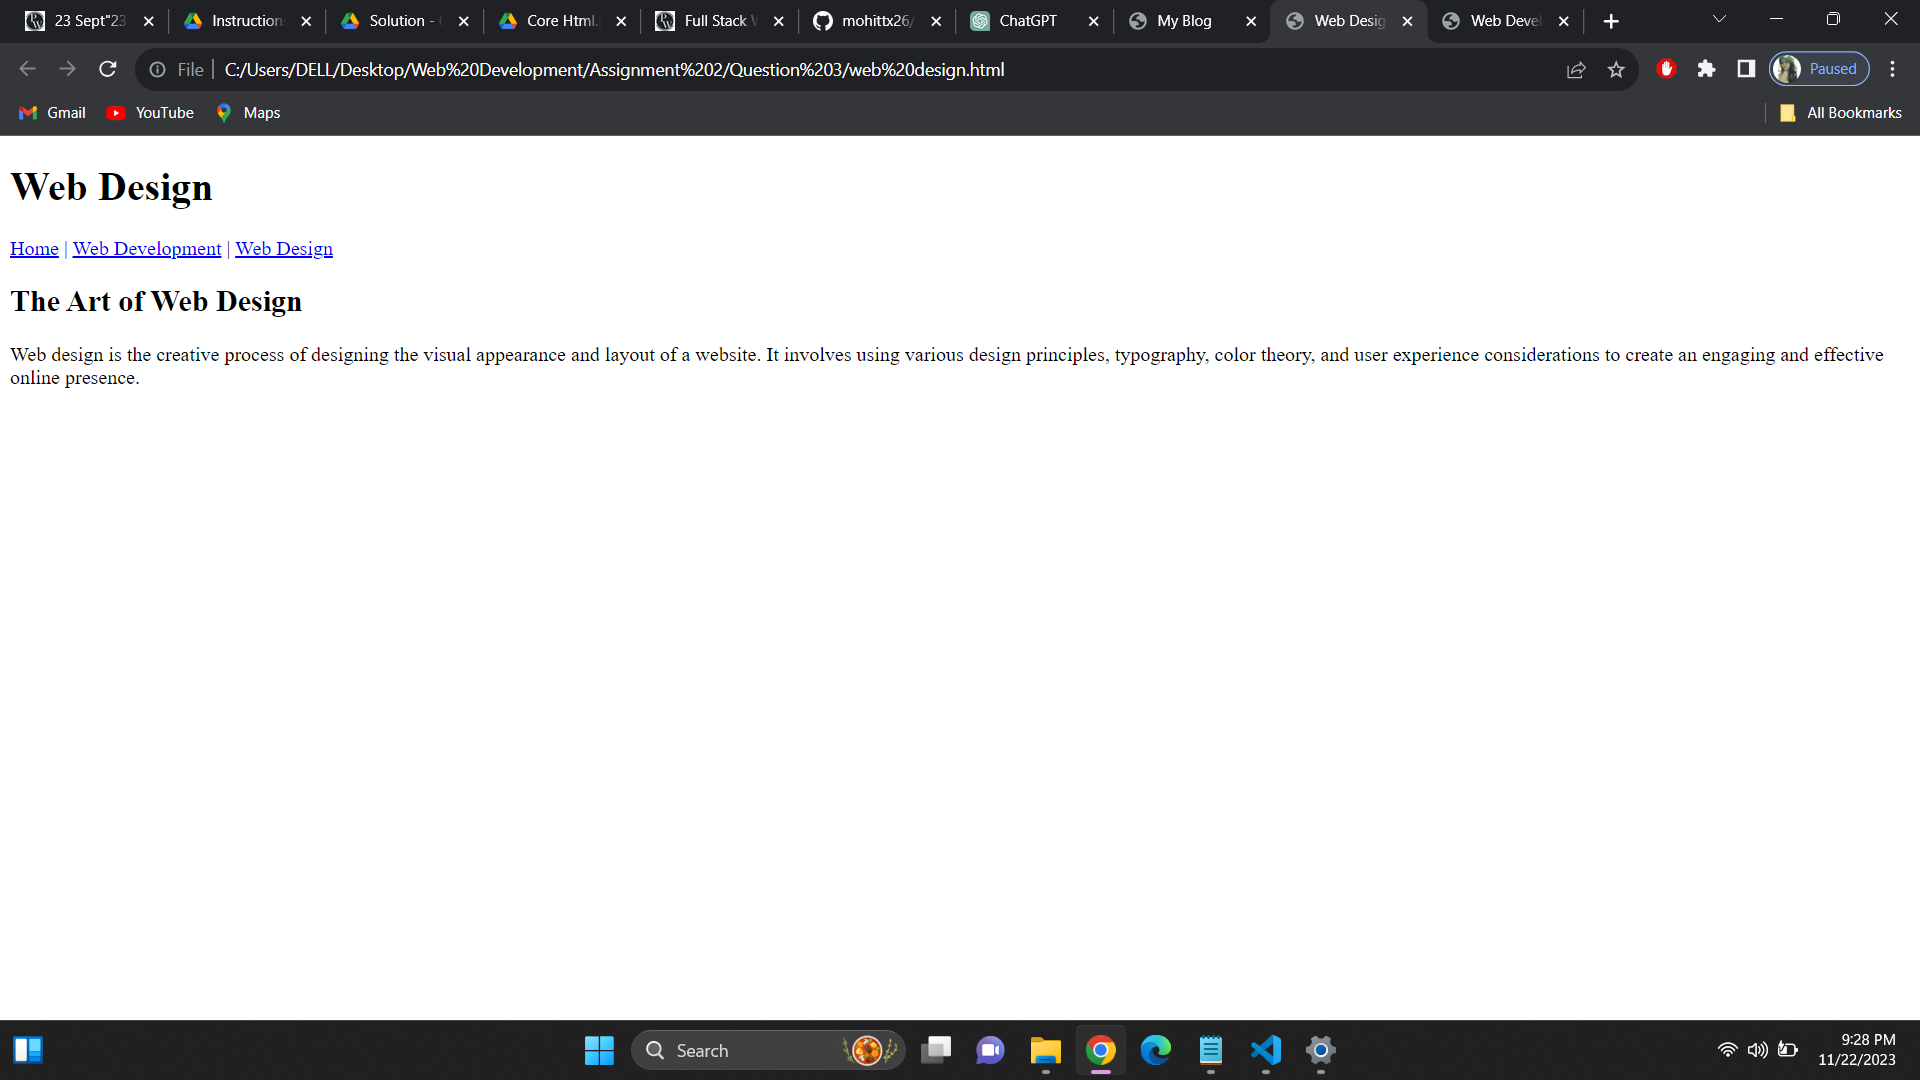 23 Sept"23
Instruction
Solution -
Core Html.
Full Stack
mohittx26/
ChatGPT
My Blog
Web Desig
Web Devel
File
C:/Users/DELL/Desktop/Web%20Development/Assignment%202/Question%203/web%20design.html
Paused
Gmail
YouTube
Maps
All Bookmarks
Web Design
Home | Web Development | Web Design
The Art of Web Design
Web design is the creative process of designing the visual appearance and layout of a website. It involves using various design principles, typography, color theory, and user experience considerations to create an engaging and effective
online presence.
Search
9:28 PM
11/22/2023